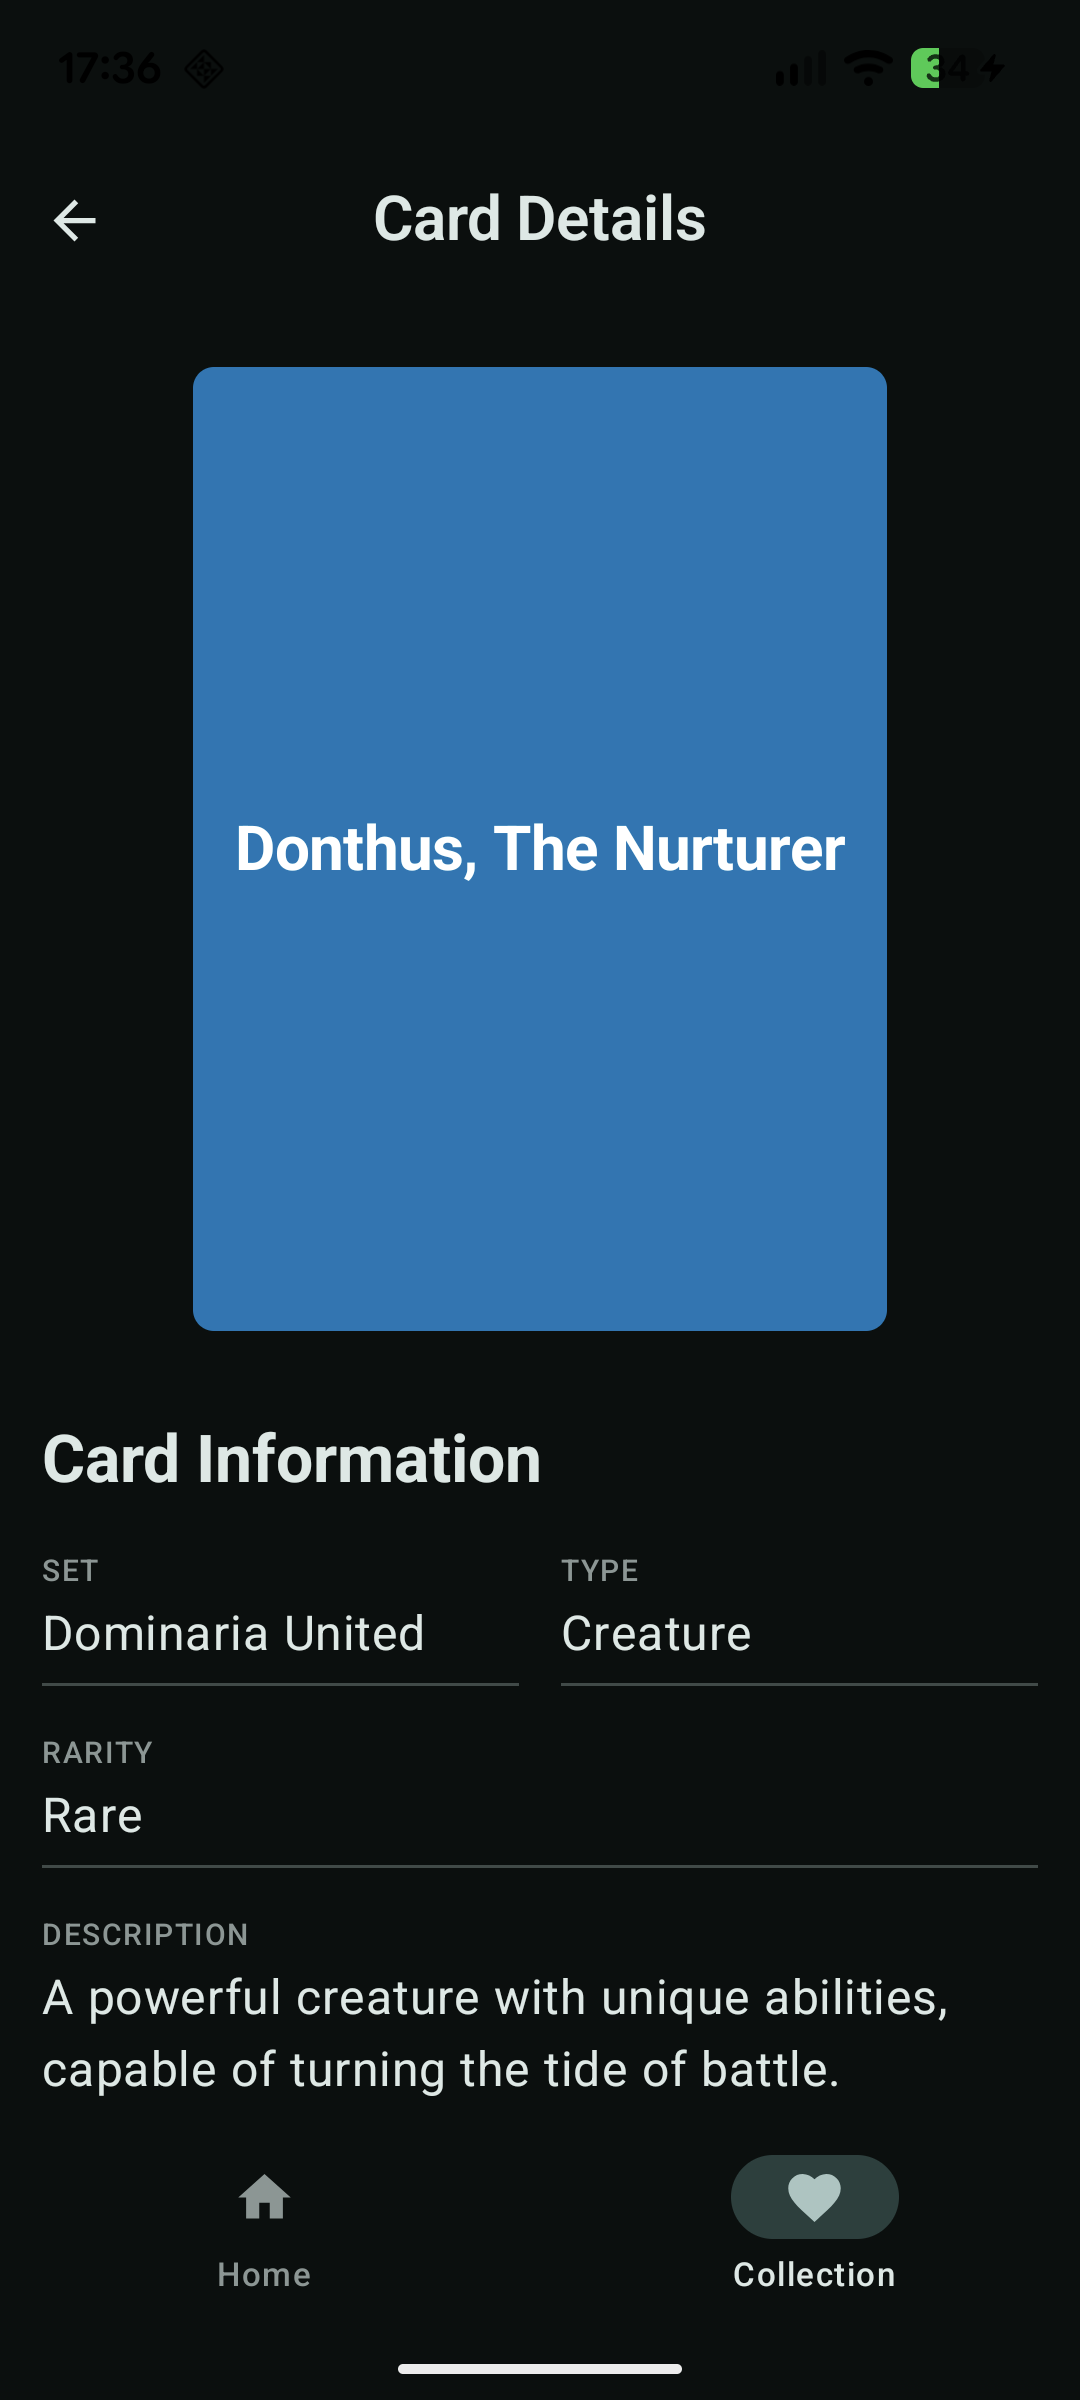 17:36
34
Card Details
Donthus, The Nurturer
Card Information
SET
TYPE
Dominaria United
Creature
RARITY
Rare
DESCRIPTION
A powerful creature with unique abilities,
capable of turning the tide of battle.
Home
Collection